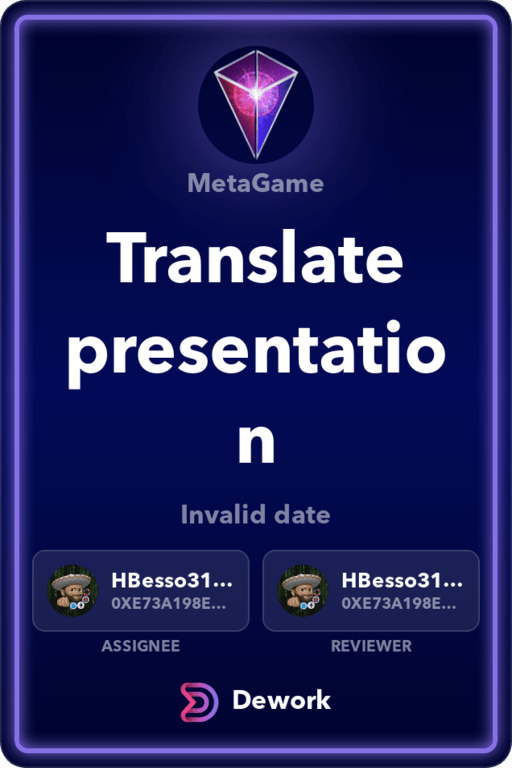 MetaGame
Translate
presentatio
n
Invalid date
HBesso31... HBesso31...
0XE73A198E... 0XE73A198E...
ASSIGNEE REVIEWER
Dework